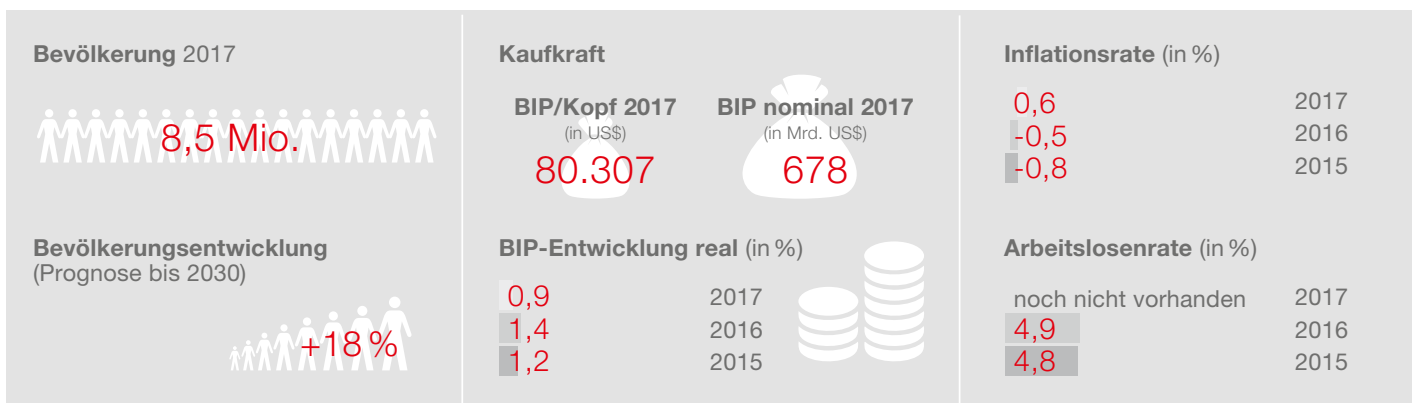 Bevölkerung 2017
8,5 Mio.
Bevölkerungsentwicklung
(Prognose bis 2030)
+18 %
Kaufkraft
BIP/Kopf 2017
(in US$)
80.307
BIP nominal 2017
(in Mrd. US$)
678
BIP-Entwicklung real (in %)
0,9 2017
1,4 2016
1,2 2015
Inflationsrate (in %)
0,6 2017
-0,5 2016
-0,8 2015
Arbeitslosenrate (in %)
noch nicht vorhanden 2017
4,9 2016
4,8 2015